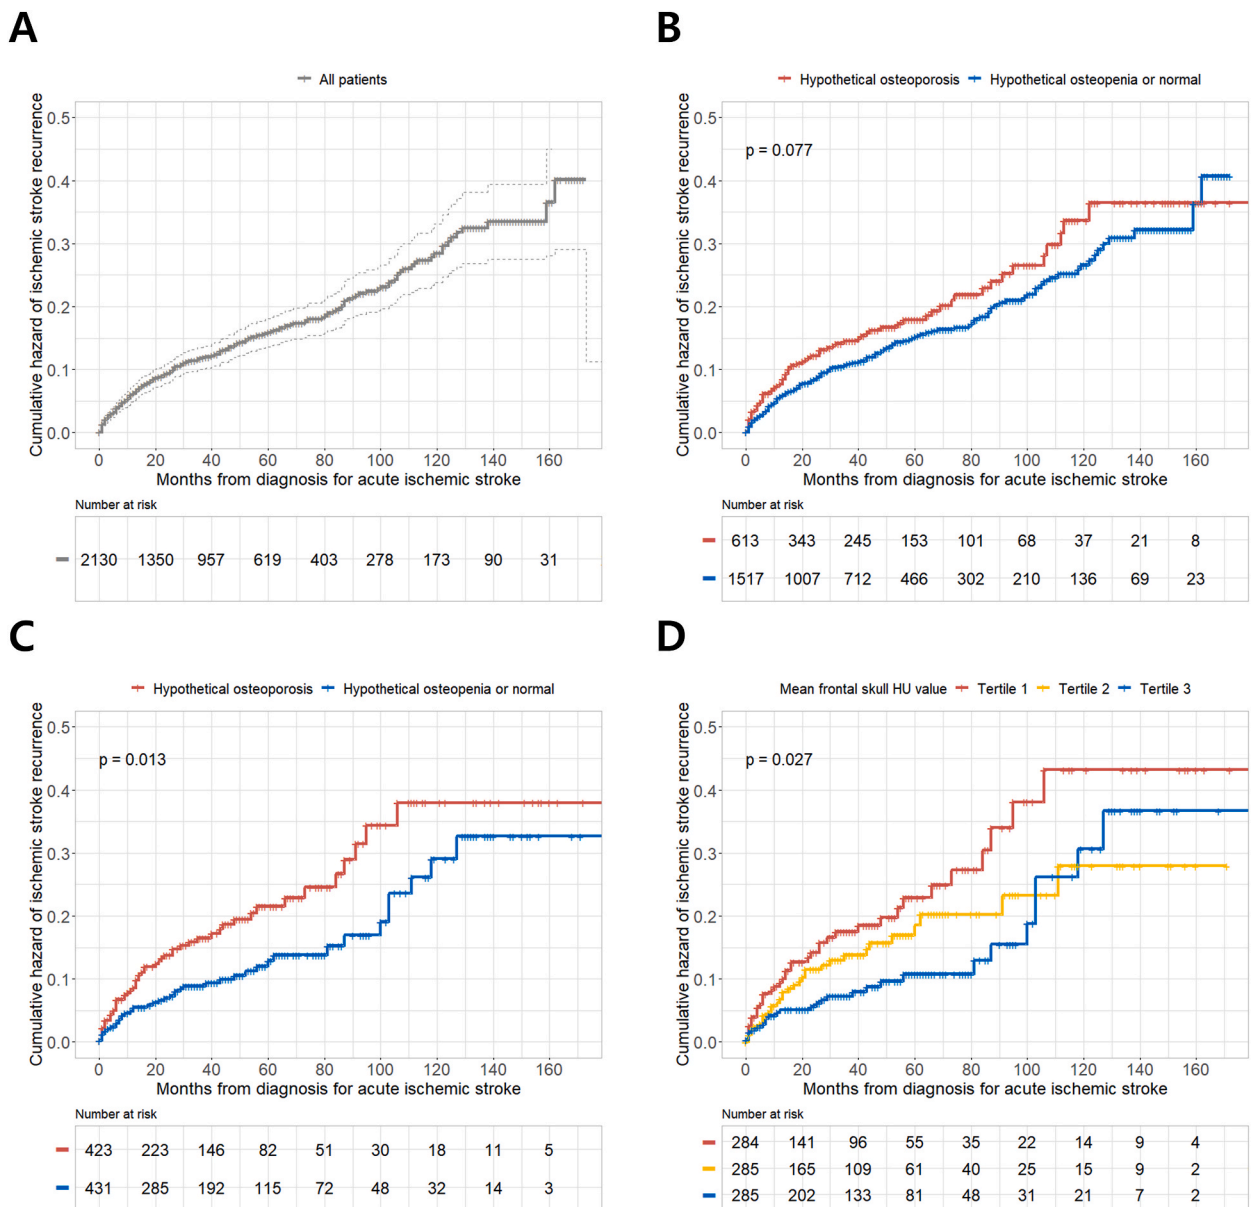 A
All patients
Cumulative hazard of ischemic stroke recurrence
0.5
0.4
0.3
0.2
0.1
0.0
0 20 40 60 80 100 120 140 160
Months from diagnosis for acute ischemic stroke
Number at risk
2130 1350 957 619 403 278 173 90 31
B
Hypothetical osteoporosis Hypothetical osteopenia or normal
Cumulative hazard of ischemic stroke recurrence
0.5
p = 0.077
0.4
0.3
0.2
0.1
0.0
0 20 40 60 80 100 120 140 160
Months from diagnosis for acute ischemic stroke
Number at risk
613 343 245 153 101 68 37 21 8
1517 1007 712 466 302 210 136 69 23
C
Hypothetical osteoporosis Hypothetical osteopenia or normal
Cumulative hazard of ischemic stroke recurrence
0.5
p = 0.013
0.4
0.3
0.2
0.1
0.0
0 20 40 60 80 100 120 140 160
Months from diagnosis for acute ischemic stroke
Number at risk
423 223 146 82 51 30 18 11 5
431 285 192 115 72 48 32 14 3
D
Mean frontal skull HU value Tertile 1 Tertile 2 Tertile 3
Cumulative hazard of ischemic stroke recurrence
0.5
p = 0.027
0.4
0.3
0.2
0.1
0.0
0 20 40 60 80 100 120 140 160
Months from diagnosis for acute ischemic stroke
Number at risk
284 141 96 55 35 22 14 9 4
285 165 109 61 40 25 15 9 2
285 202 133 81 48 31 21 7 2